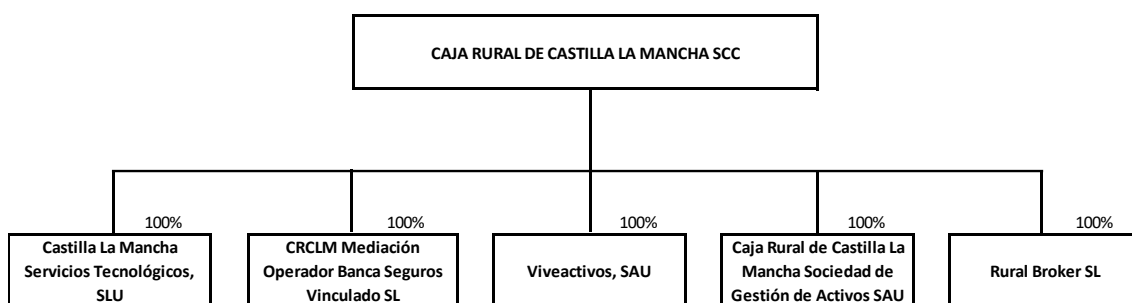 CAJA RURAL DE CASTILLA LA MANCHA SCC
100%
100%
100%
100%
100%
Castilla La Mancha
Servicios Tecnológicos,
SLU
CRCLM Mediación
Operador Banca Seguros
Vinculado SL
Viveactivos, SAU
Caja Rural de Castilla La
Mancha Sociedad de
Gestión de Activos SAU
Rural Broker SL